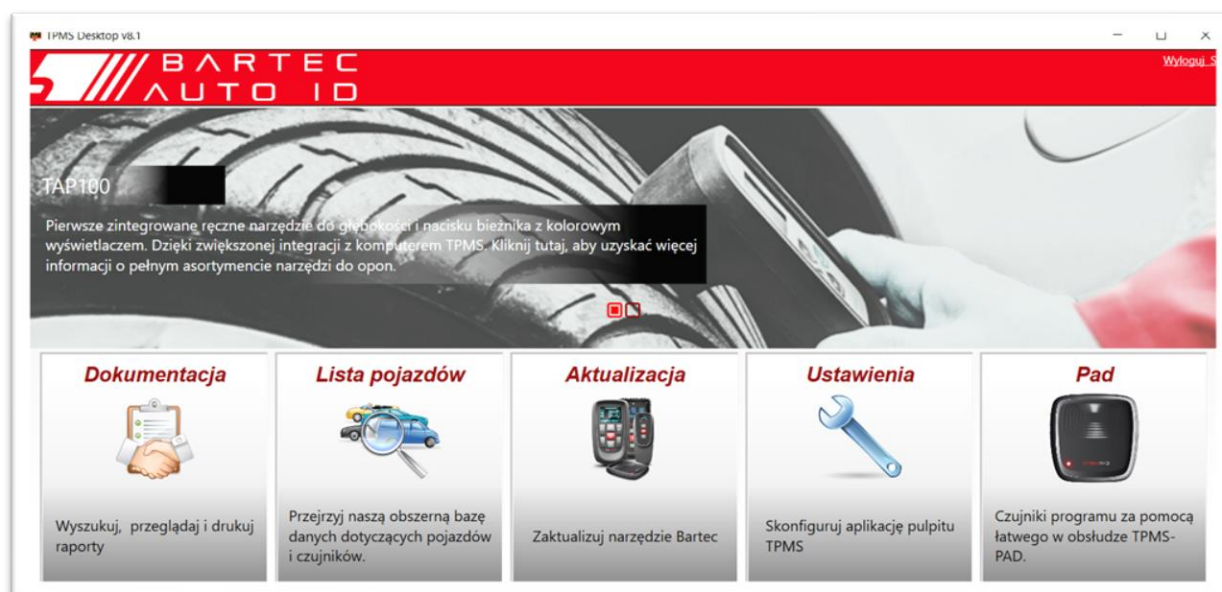 TPMS Desktop v8.1
BARTEC
AUTO ID
Wyloguj S
TAP100
Pierwsze zintegrowane ręczne narzędzie do głębokości i nacisku bieżnika z kolorowym
wyświetlaczem. Dzięki zwiększonej integracji z komputerem TPMS. Kliknij tutaj, aby uzyskać więcej
informacji o pełnym asortymencie narzędzi do opon.
Dokumentacja
Lista pojazdów
Aktualizacja
Ustawienia
Pad
Wyszukuj, przeglądaj i drukuj
raporty
Przejrzyj naszą obszerną bazę
danych dotyczących pojazdów
i czujników.
Zaktualizuj narzędzie Bartec
Skonfiguruj aplikację pulpitu
TPMS
Czujniki programu za pomocą
łatwego w obsłudze TPMS-
PAD.